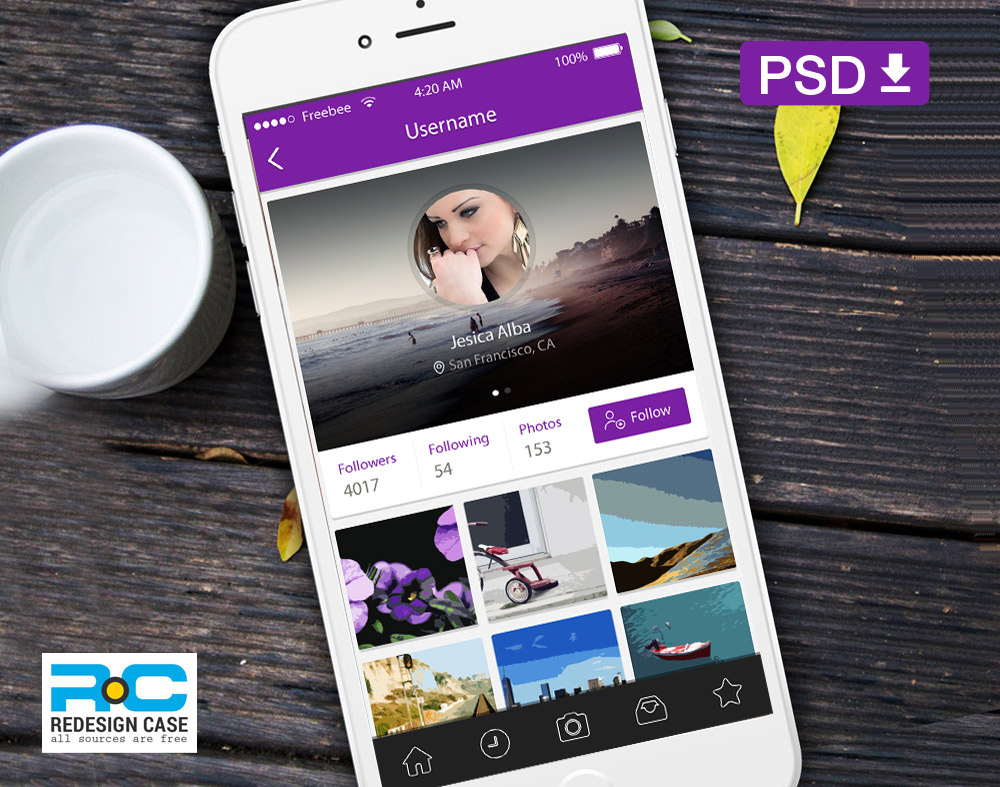 PSD
Freebee
4:20 AM
100%
Username
Jesica Alba
San Francisco, CA
Followers
4017
Following
54
Photos
153
Follow
RC
REDESIGN CASE
all sources are free